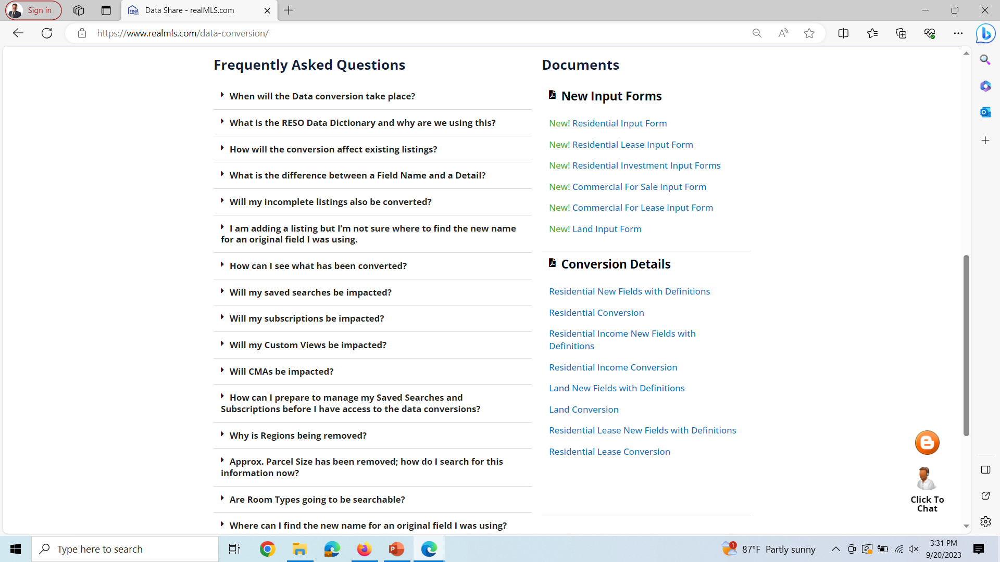 Sign in
Data Share - realMLS.com
https://www.realmls.com/data-conversion/
Frequently Asked Questions
When will the Data conversion take place?
What is the RESO Data Dictionary and why are we using this?
How will the conversion affect existing listings?
What is the difference between a Field Name and a Detail?
Will my incomplete listings also be converted?
I am adding a listing but I’m not sure where to find the new name
for an original field I was using.
How can I see what has been converted?
Will my saved searches be impacted?
Will my subscriptions be impacted?
Will my Custom Views be impacted?
Will CMAs be impacted?
How can I prepare to manage my Saved Searches and
Subscriptions before I have access to the data conversions?
Why is Regions being removed?
Approx. Parcel Size has been removed; how do I search for this
information now?
Are Room Types going to be searchable?
Where can I find the new name for an original field I was using?
Documents
New Input Forms
New! Residential Input Form
New! Residential Lease Input Form
New! Residential Investment Input Forms
New! Commercial For Sale Input Form
New! Commercial For Lease Input Form
New! Land Input Form
Conversion Details
Residential New Fields with Definitions
Residential Conversion
Residential Income New Fields with
Definitions
Residential Income Conversion
Land New Fields with Definitions
Land Conversion
Residential Lease New Fields with Definitions
Residential Lease Conversion
Click To
Chat
Type here to search
1
87°F Partly sunny
3:31 PM
9/20/2023